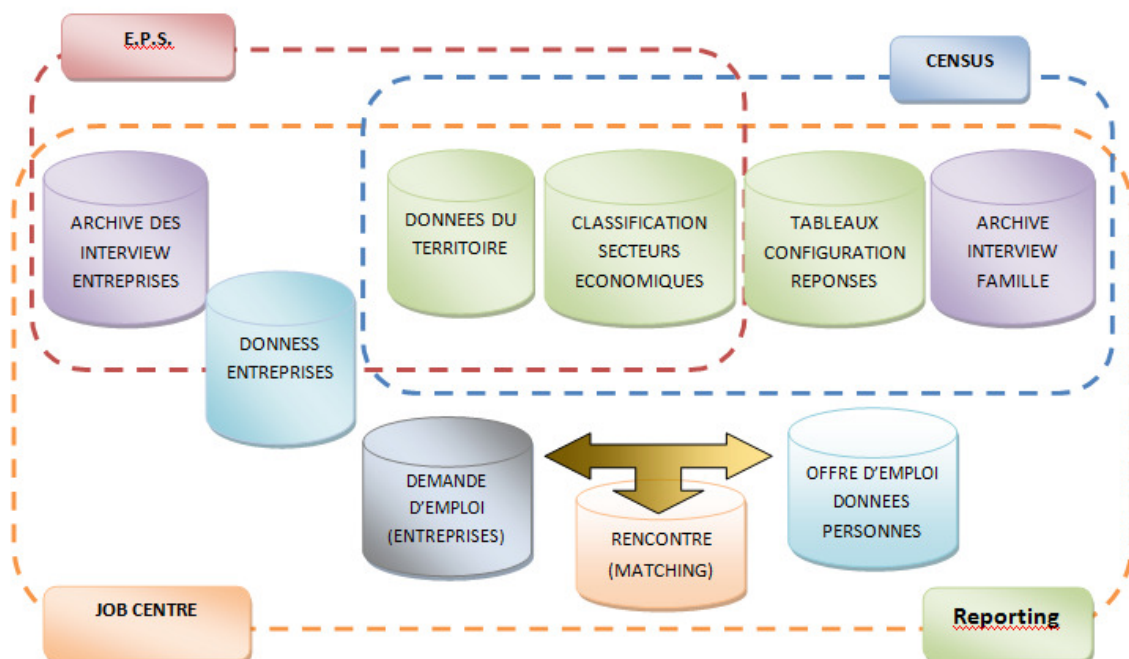 E.P.S.
CENSUS
ARCHIVE DES
INTERVIEW
ENTREPRISES
DONNEES DU
TERRITOIRE
CLASSIFICATION
SECTEURS
ECONOMIQUES
TABLEAUX
CONFIGURATION
REPONSES
ARCHIVE
INTERVIEW
FAMILLE
DONNESS
ENTREPRISES
DEMANDE
D'EMPLOI
(ENTREPRISES)
RENCONTRE
(MATCHING)
OFFRE D'EMPLOI
DONNEES
PERSONNES
JOB CENTRE
Reporting